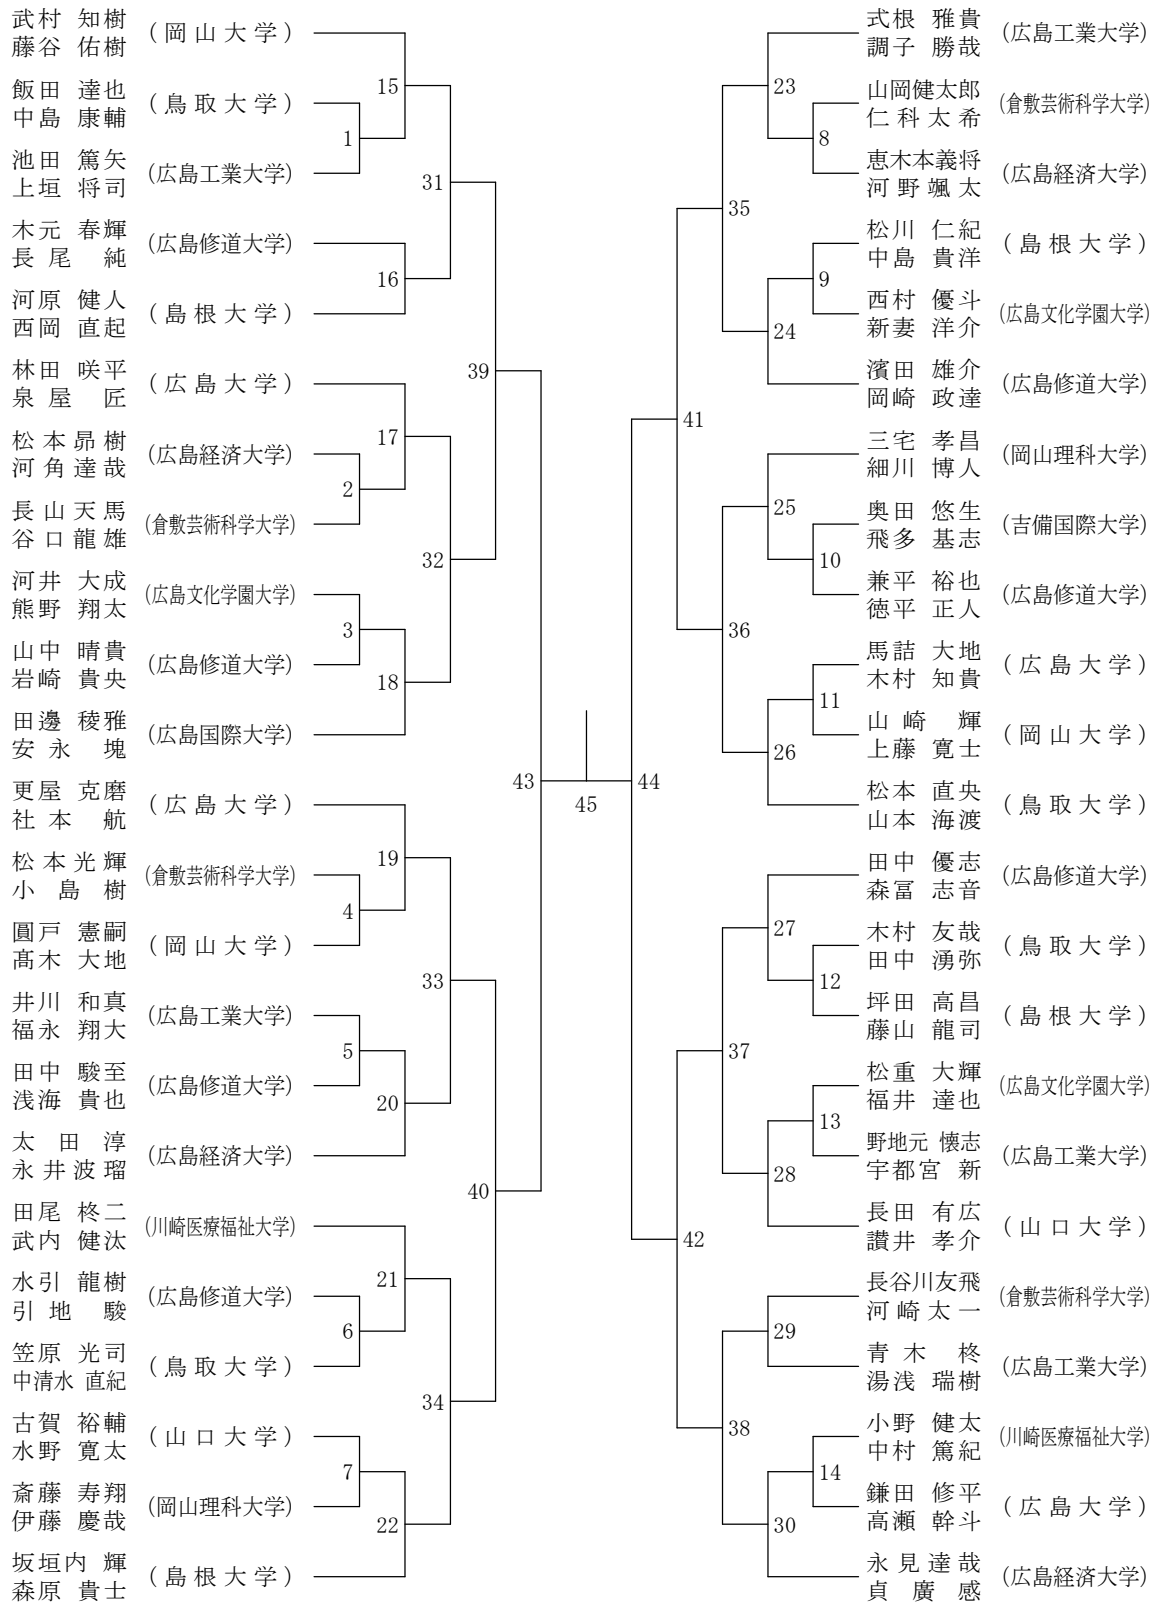 武村 知樹
藤谷 佑樹
(岡山大学)
15
飯田 達也
中島 康輔
(鳥取大学)
1
池田 篤矢
上垣 将司
(広島工業大学)
31
木元 春輝
長尾 純
(広島修道大学)
16
河原 健人
西岡 直起
(島根大学)
39
林田 咲平
泉屋 匠
(広島大学)
17
松本昴樹
河角達哉
(広島経済大学)
2
長山天馬
谷口龍雄
(倉敷芸術科学大学)
32
河井 大成
熊野 翔太
(広島文化学園大学)
3
山中 晴貴
岩崎 貴央
(広島修道大学)
18
田邊 稜雅
安永 塊
(広島国際大学)
43
更屋 克磨
社本 航
(広島大学)
19
松本光輝
小島樹
(倉敷芸術科学大学)
4
圓戸 憲嗣
髙木 大地
(岡山大学)
33
井川 和真
福永 翔大
(広島工業大学)
5
田中 駿至
浅海 貴也
(広島修道大学)
20
太田淳
永井波瑠
(広島経済大学)
40
田尾 柊二
武内 健汰
(川崎医療福祉大学)
21
水引 龍樹
引地 駿
(広島修道大学)
6
笠原 光司
中清水 直紀
(鳥取大学)
34
古賀 裕輔
水野 寛太
(山口大学)
7
斎藤 寿翔
伊藤 慶哉
(岡山理科大学)
22
坂垣内 輝
森原 貴士
(島根大学)
45
式根 雅貴
調子 勝哉
(広島工業大学)
23
山岡健太郎
仁科太希
(倉敷芸術科学大学)
8
恵木本義将
河野颯太
(広島経済大学)
35
松川 仁紀
中島 貴洋
(島根大学)
9
西村 優斗
新妻 洋介
(広島文化学園大学)
24
濱田 雄介
岡崎 政達
(広島修道大学)
41
三宅 孝昌
細川 博人
(岡山理科大学)
25
奥田 悠生
飛多 基志
(吉備国際大学)
10
兼平 裕也
徳平 正人
(広島修道大学)
36
馬詰 大地
木村 知貴
(広島大学)
11
山崎 輝
上藤 寛士
(岡山大学)
26
松本 直央
山本 海渡
(鳥取大学)
44
田中 優志
森冨 志音
(広島修道大学)
27
木村 友哉
田中 湧弥
(鳥取大学)
12
坪田 高昌
藤山 龍司
(島根大学)
37
松重 大輝
福井 達也
(広島文化学園大学)
13
野地元 懐志
宇都宮 新
(広島工業大学)
28
長田 有広
讃井 孝介
(山口大学)
42
長谷川友飛
河崎太一
(倉敷芸術科学大学)
29
青木 柊
湯浅 瑞樹
(広島工業大学)
38
小野 健太
中村 篤紀
(川崎医療福祉大学)
14
鎌田 修平
高瀬 幹斗
(広島大学)
30
永見達哉
貞廣感
(広島経済大学)